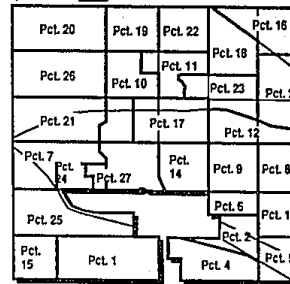 Pct. 20
Pct. 19
Pct. 22
Pct. 16
Pct. 18
Pct. 11
Pct. 26
Pct. 10
Pct. 23
Pct. 21
Pct. 17
Pct. 12
Pct. 7
Pct. 24
Pct. 27
Pct. 14
Pct. 9
Pct. 8
Pct. 6
Pct. 25
Pct. 2
Pct. 15
Pct. 1
Pct. 4